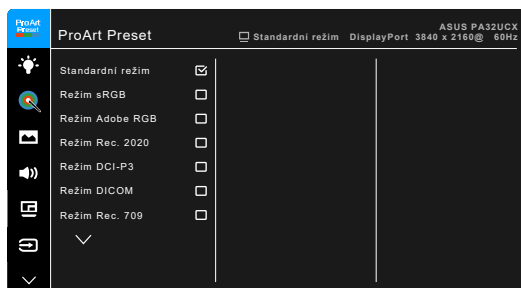 ProArt
Preset
ProArt Preset
ASUS PA32UCX
Standardní režim DisplayPort 3840 x 2160@ 60Hz
Standardní režim
Režim sRGB
Režim Adobe RGB
Režim Rec. 2020
Režim DCI-P3
Režim DICOM
Režim Rec. 709